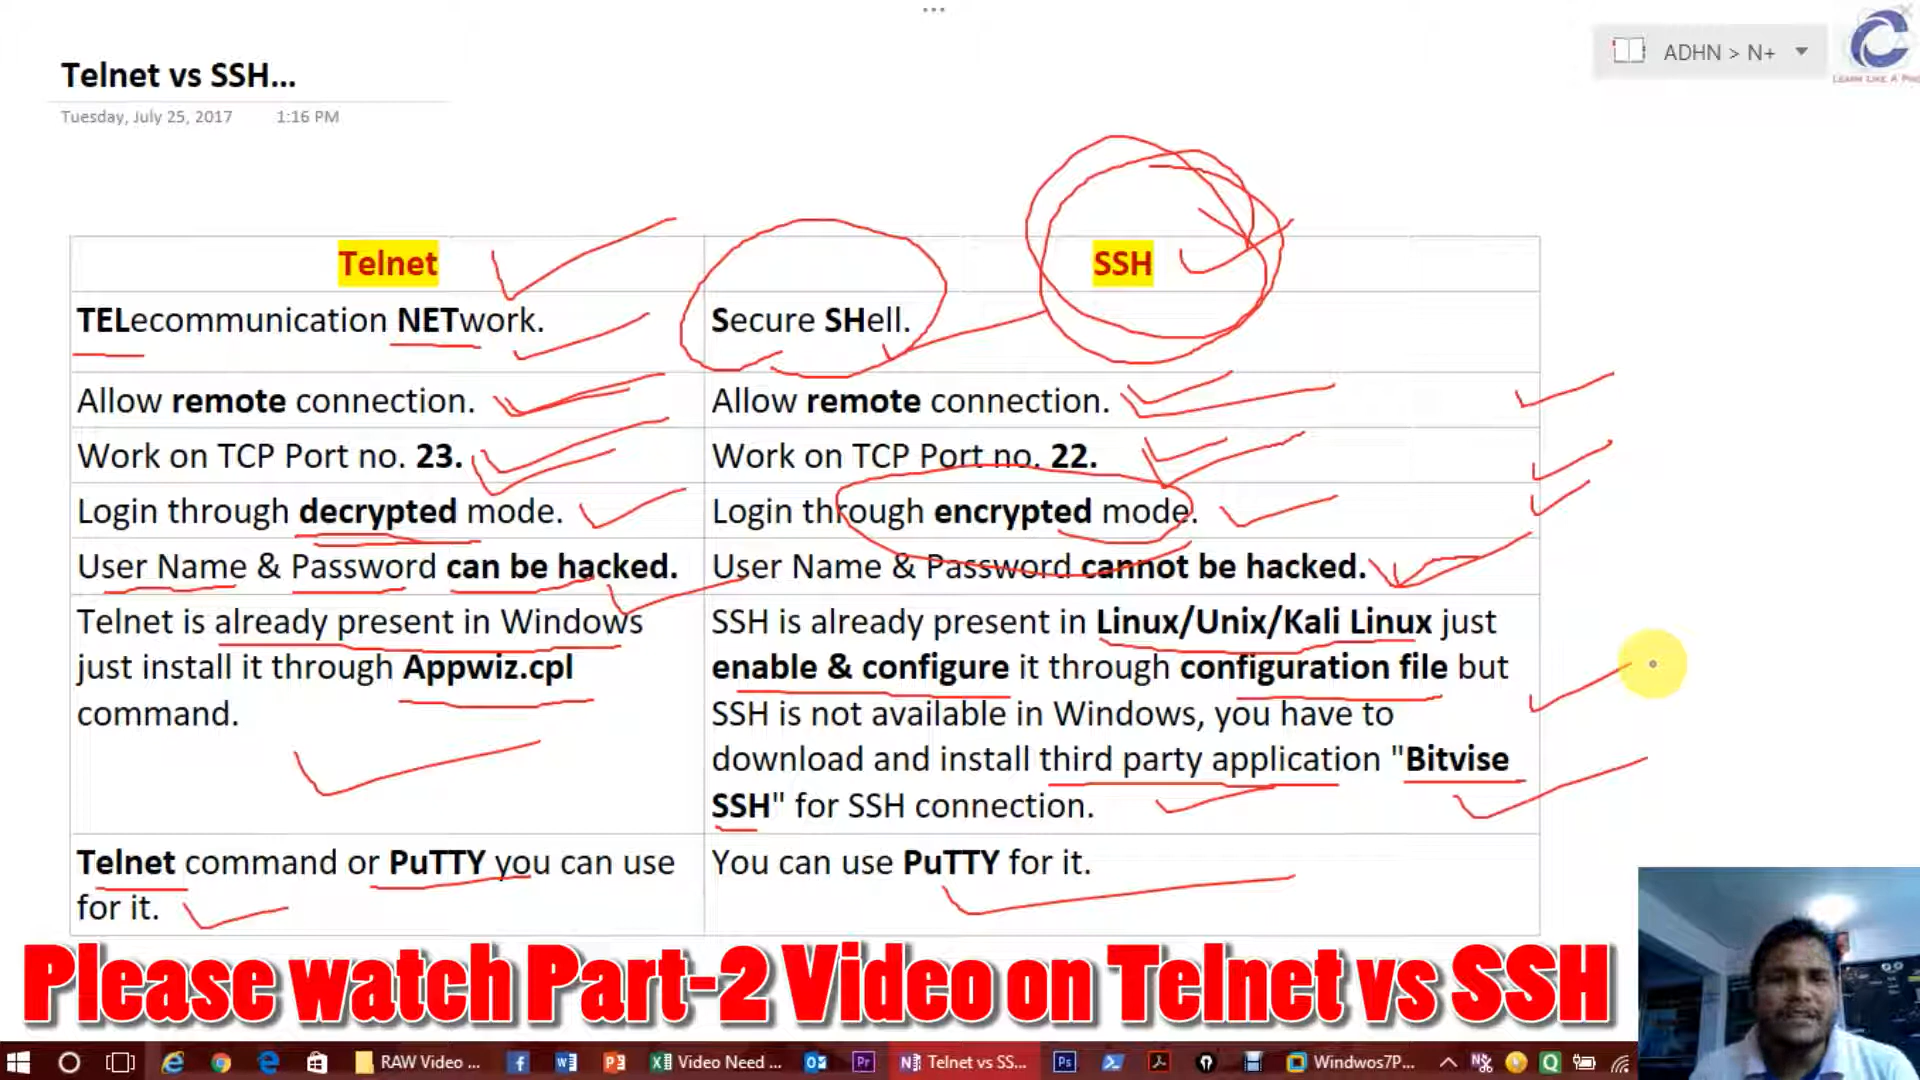 ADHN > N+
LEARN LIKE A PRO
Telnet vs SSH...
Tuesday, July 25, 2017 1:16 PM
Telnet
SSH
TELecommunication NETwork.
Secure SHell.
Allow remote connection.
Allow remote connection.
Work on TCP Port no. 23.
Work on TCP Port no. 22.
Login through decrypted mode.
Login through encrypted mode.
User Name & Password can be hacked.
User Name & Password cannot be hacked.
Telnet is already present in Windows
just install it through Appwiz.cpl
command.
SSH is already present in Linux/Unix/Kali Linux just
enable & configure it through configuration file but
SSH is not available in Windows, you have to
download and install third party application "Bitvise
SSH" for SSH connection.
Telnet command or PuTTY you can use
for it.
You can use PuTTY for it.
Please watch Part-2 Video on Telnet vs SSH
RAW Video ...
Video Need ...
Telnet vs SS...
Windwos7P...